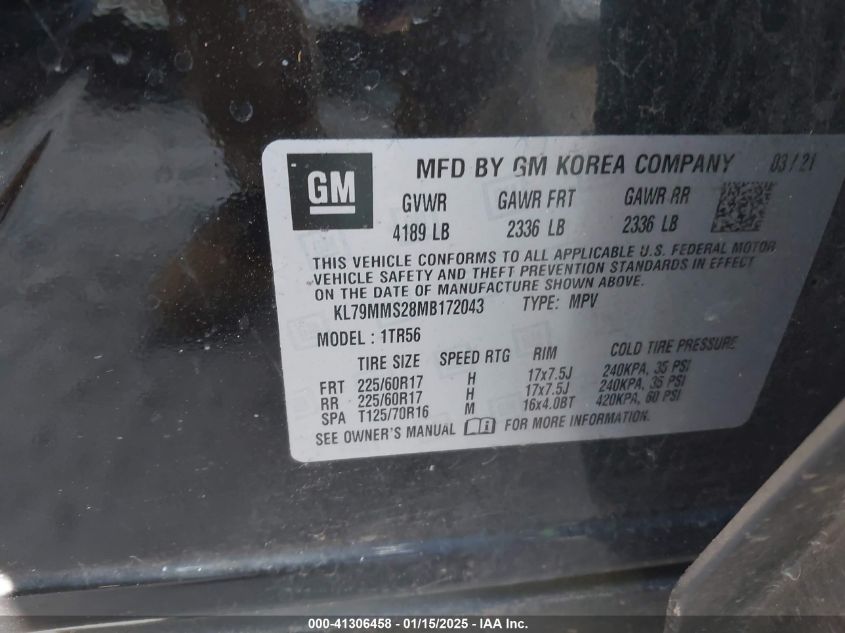 GM
MFD BY GM KOREA COMPANY 03/21
GVWR GAWR FRT GAWR RR
4189 LB 2336 LB 2336 LB
THIS VEHICLE CONFORMS TO ALL APPLICABLE U.S. FEDERAL MOTOR
VEHICLE SAFETY AND THEFT PREVENTION STANDARDS IN EFFECT
ON THE DATE OF MANUFACTURE SHOWN ABOVE.
KL79MMS28MB172043 TYPE: MPV
MODEL : 1TR56
TIRE SIZE SPEED RTG RIM COLD TIRE PRESSURE
FRT 225/60R17 H 17x7.5J 240KPA, 35 PSI
RR 225/60R17 H 17x7.5J 240KPA, 35 PSI
SPA T125/70R16 M 16x4.0BT 420KPA, 60 PSI
SEE OWNER'S MANUAL FOR MORE INFORMATION.
000-41306458 - 01/15/2025 - IAA Inc.